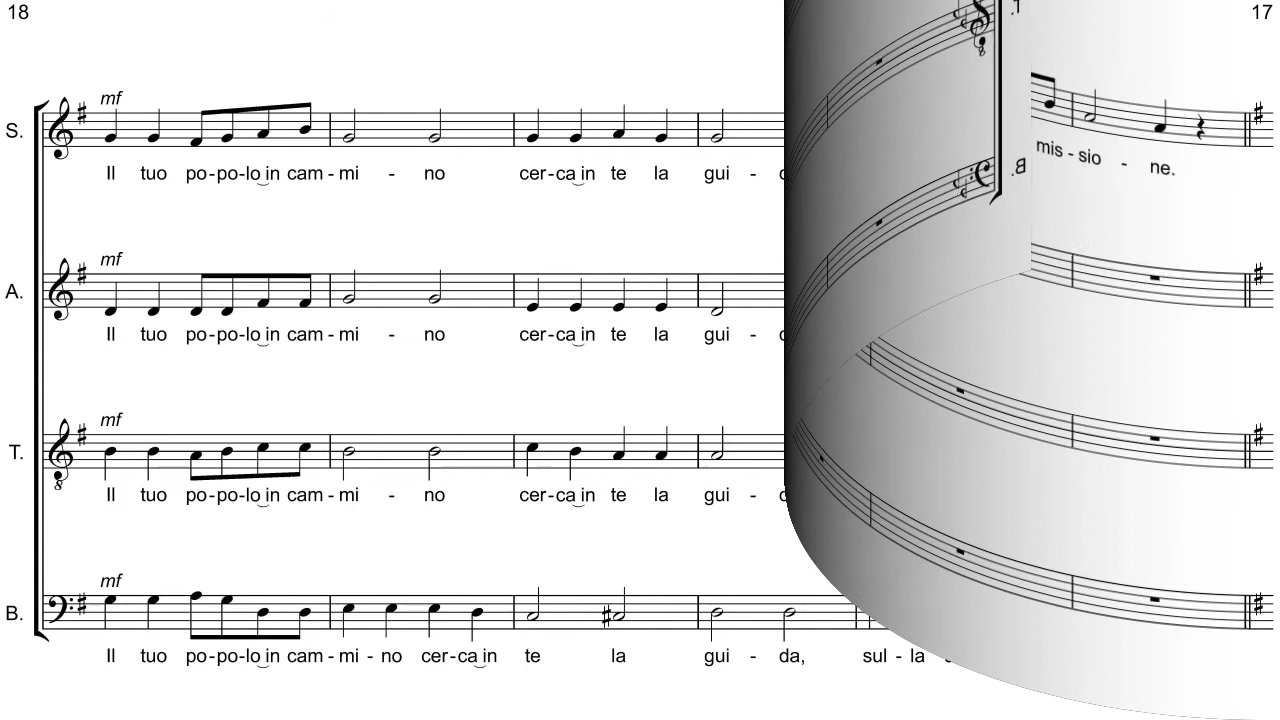 18
17
mf
S.
Il tuo po-po-lo in cam-mi - no cer-ca in te la gui -
mis-sio - ne.
mf
A.
Il tuo po-po-lo in cam-mi - no cer-ca in te la gui -
mf
T.
Il tuo po-po-lo in cam-mi - no cer-ca in te la gui -
mf
B.
Il tuo po-po-lo in cam-mi-no cer-ca in te la gui - da, sul-la
T.
B.